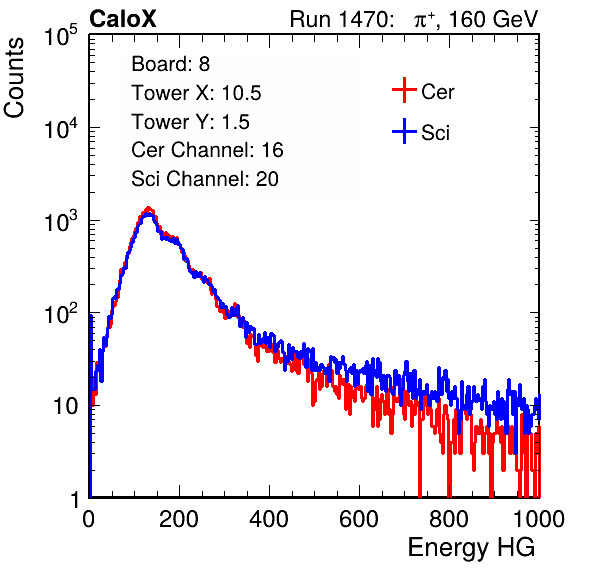 CaloX Run 1470: π⁺, 160 GeV
Board: 8
Tower X: 10.5
Tower Y: 1.5
Cer Channel: 16
Sci Channel: 20
Cer
Sci
Counts
10⁵
10⁴
10³
10²
10
1
0 200 400 600 800 1000
Energy HG